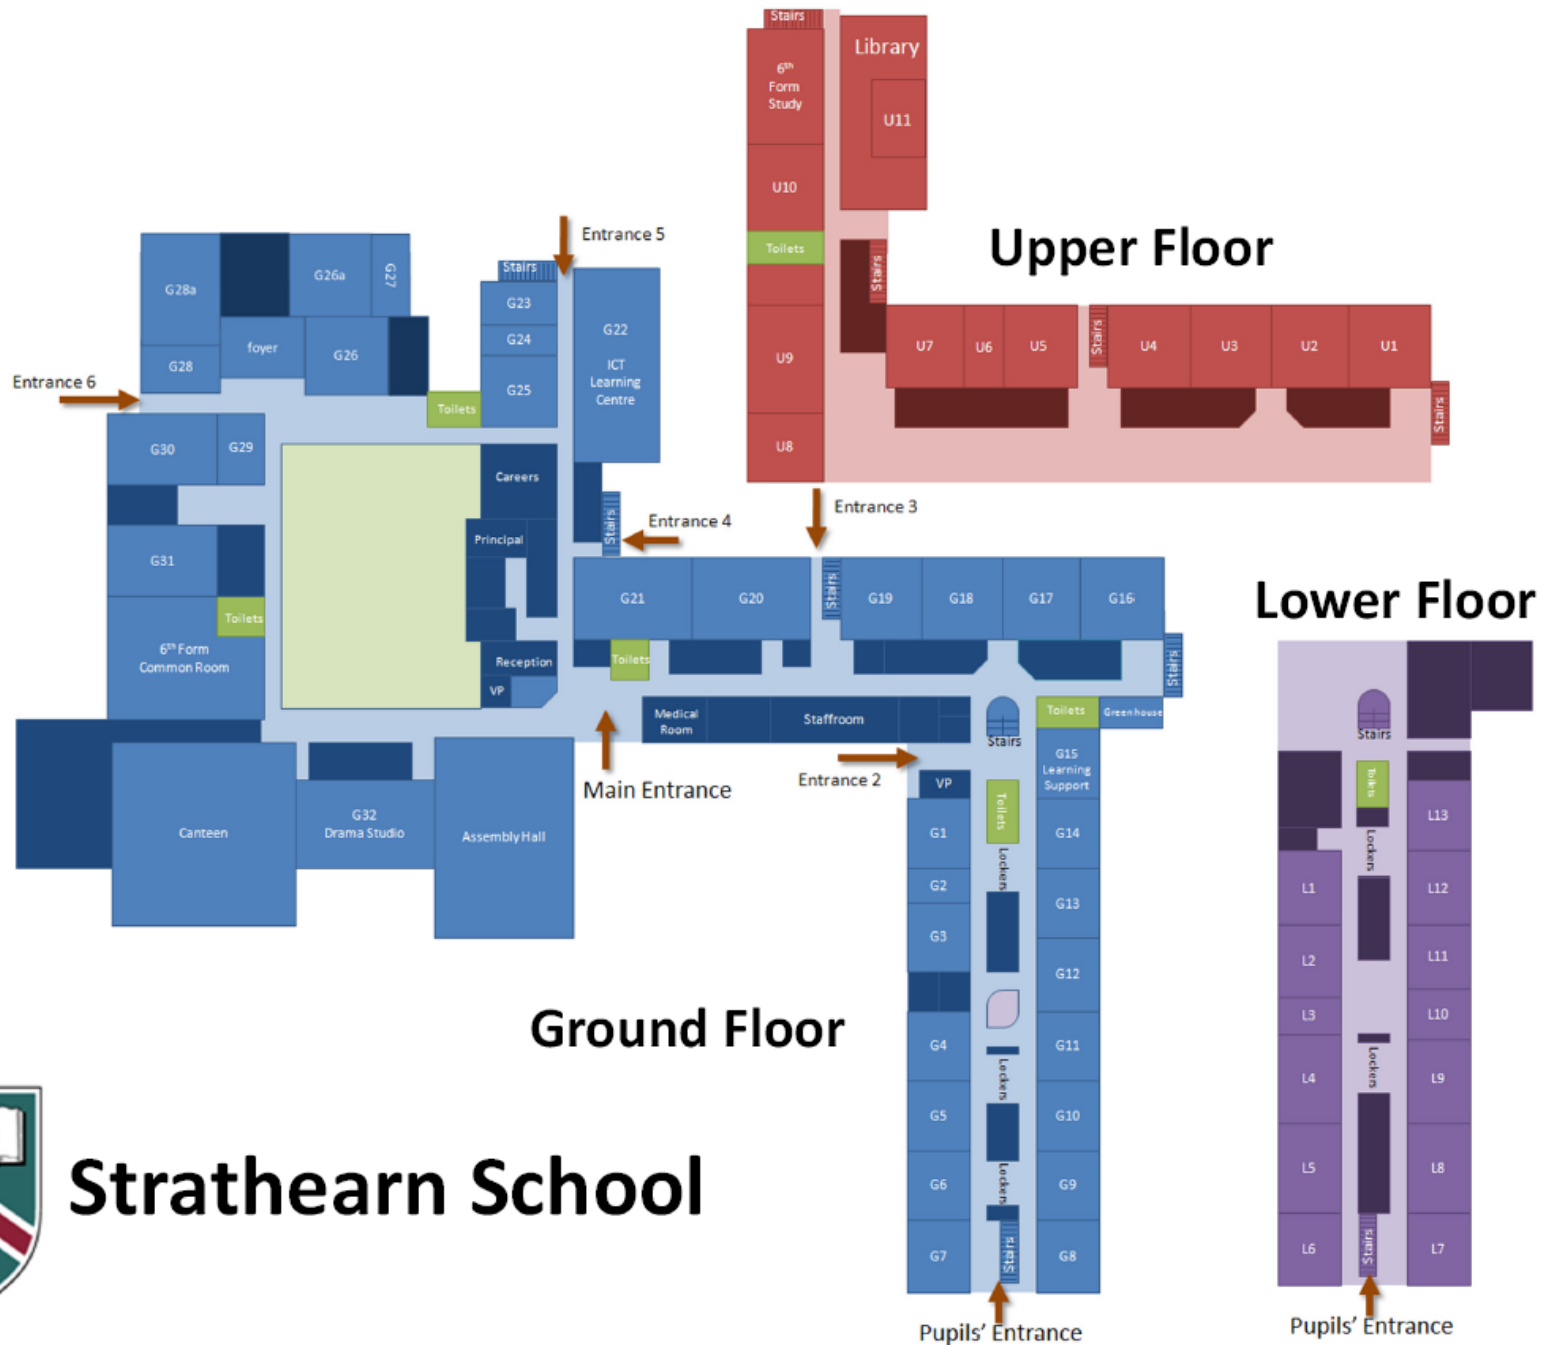 Stairs
Library
6th
Form
Study
U11
U10
Toilets
Stairs
Upper Floor
U9
U8
U7
U6
U5
Stairs
U4
U3
U2
U1
Stairs
Entrance 5
Stairs
G28a
G26a
G27
foyer
G26
G28
Entrance 6
G23
G24
G25
Toilets
G22
ICT
Learning
Centre
G30
G29
Careers
Principal
Stairs
Entrance 4
Entrance 3
G31
Toilets
6th Form
Common Room
Reception
VP
G21
G20
Stairs
G19
G18
G17
G16
Toilets
Stairs
Medical
Room
Staffroom
Stairs
Toilets
Greenhouse
Main Entrance
Entrance 2
Canteen
G32
Drama Studio
Assembly Hall
VP
G15
Learning
Support
Toilets
Lockers
G1
G2
G3
G14
G13
G12
Ground Floor
G4
G5
G6
G7
Lockers
Lockers
Stairs
G11
G10
G9
G8
Pupils' Entrance
Lower Floor
Stairs
Toilets
Lockers
L13
L1
L12
L2
L11
L3
L10
Lockers
L4
L9
L5
L8
L6
Stairs
L7
Pupils' Entrance
Strathearn School